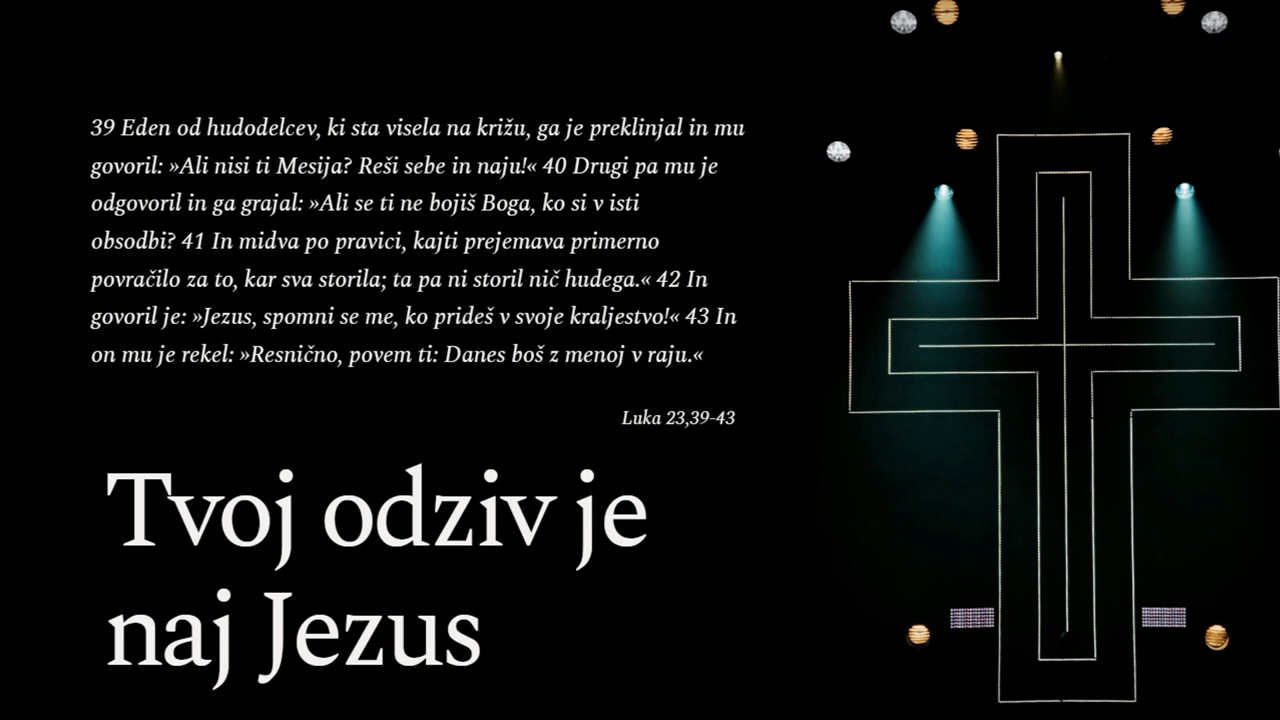 39 Eden od hudodelcev, ki sta visela na križu, ga je preklinjal in mu
govoril: »Ali nisi ti Mesija? Reši sebe in naju!« 40 Drugi pa mu je
odgovoril in ga grajal: »Ali se ti ne bojiš Boga, ko si v isti
obsodbi? 41 In midva po pravici, kajti prejemava primerno
povračilo za to, kar sva storila; ta pa ni storil nič hudega.« 42 In
govoril je: »Jezus, spomni se me, ko prideš v svoje kraljestvo!« 43 In
on mu je rekel: »Resnično, povem ti: Danes boš z menoj v raju.«
Luka 23,39-43
Tvoj odziv je
naj Jezus